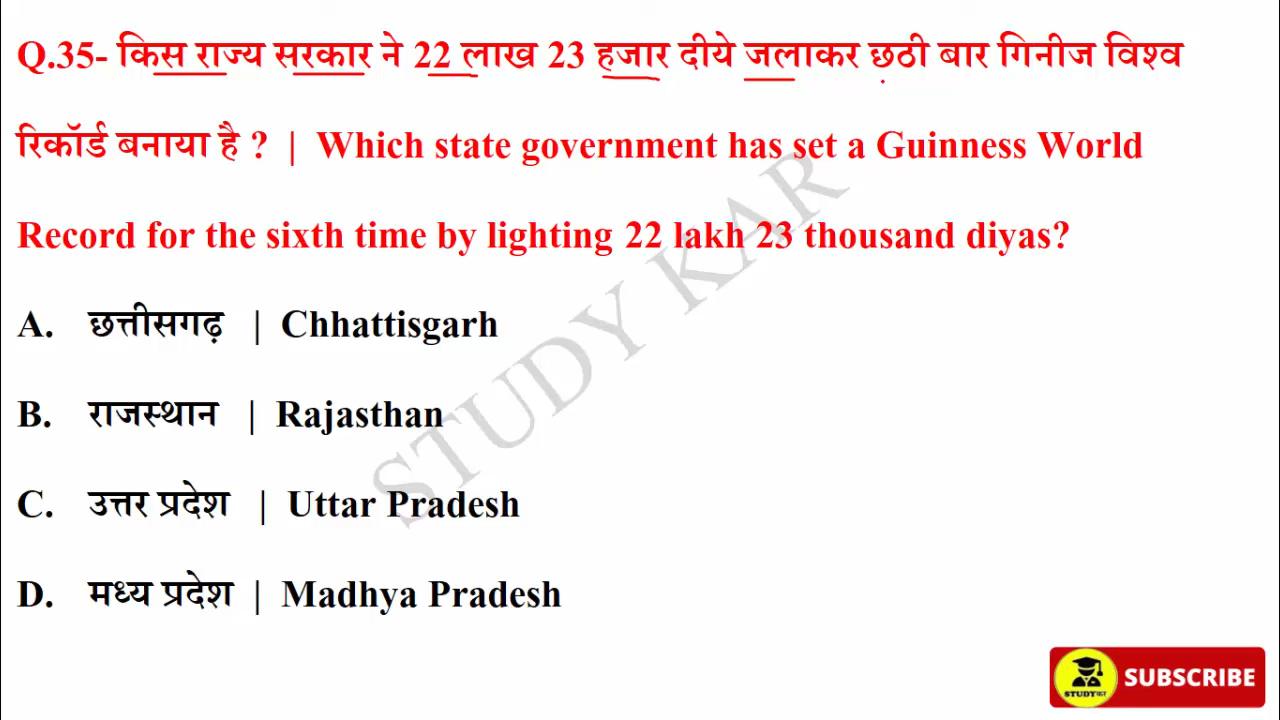 Q.35- किस राज्य सरकार ने 22 लाख 23 हजार दीये जलाकर छठी बार गिनीज विश्व
रिकॉर्ड बनाया है ? | Which state government has set a Guinness World
Record for the sixth time by lighting 22 lakh 23 thousand diyas?
A. छत्तीसगढ़ | Chhattisgarh
B. राजस्थान | Rajasthan
C. उत्तर प्रदेश | Uttar Pradesh
D. मध्य प्रदेश | Madhya Pradesh
STUDY KAR
STUDYकर SUBSCRIBE